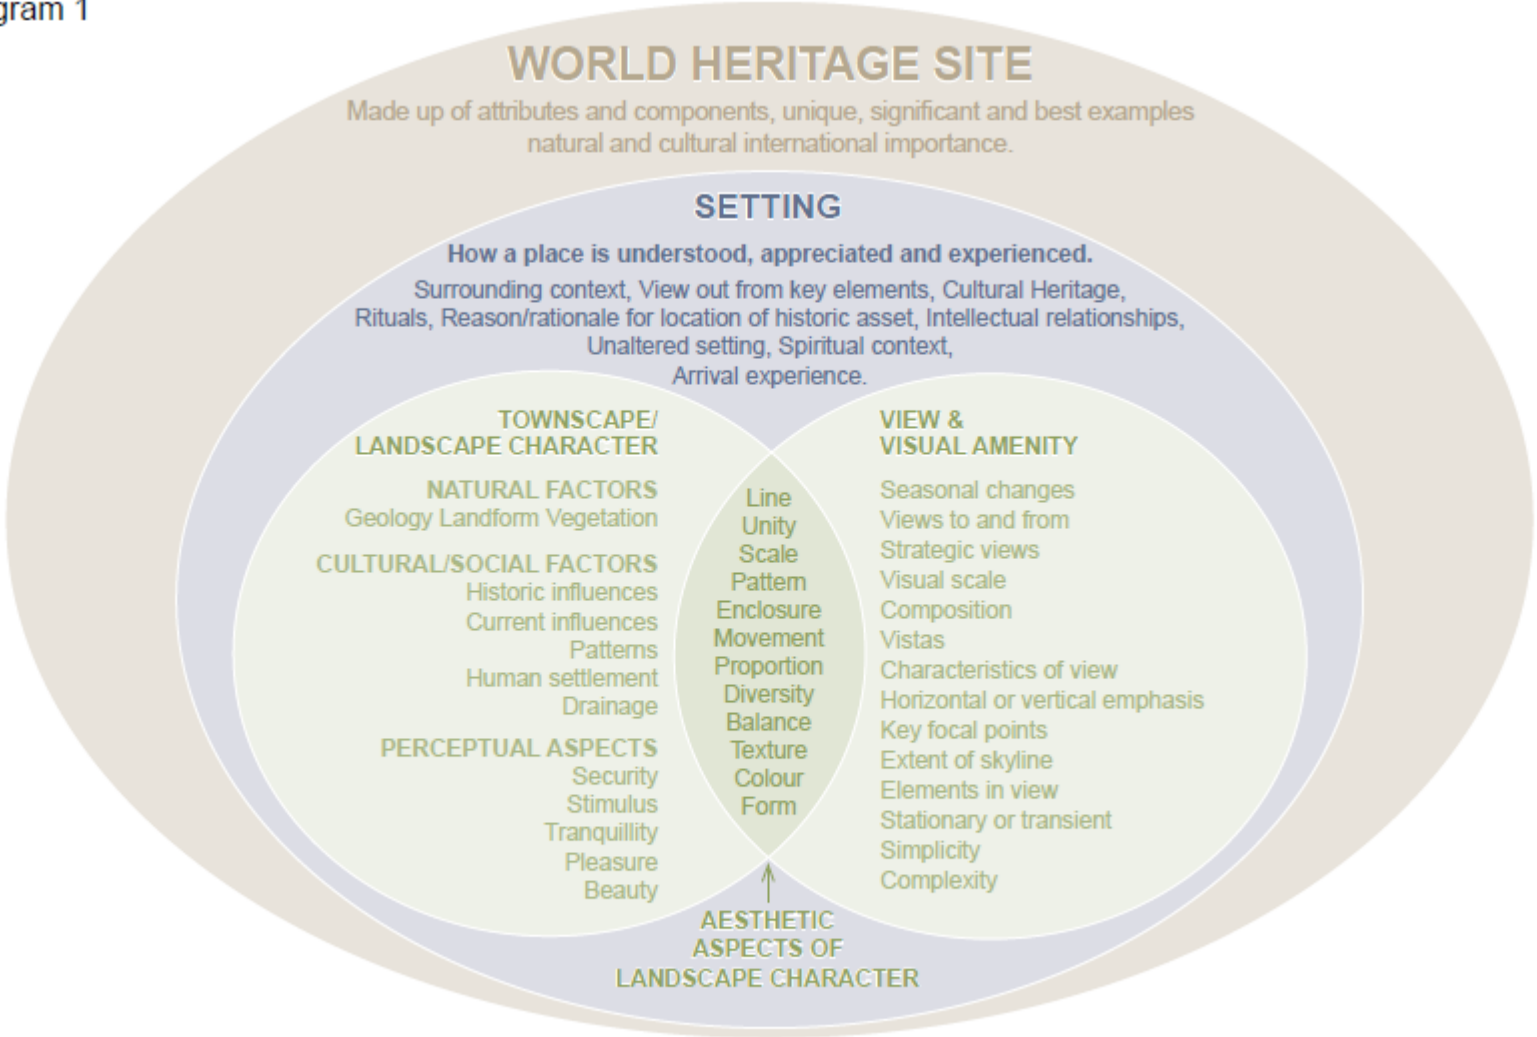 gram 1
WORLD HERITAGE SITE
Made up of attributes and components, unique, significant and best examples
natural and cultural international importance.
SETTING
How a place is understood, appreciated and experienced.
Surrounding context, View out from key elements, Cultural Heritage,
Rituals, Reason/rationale for location of historic asset, Intellectual relationships,
Unaltered setting, Spiritual context,
Arrival experience.
TOWNSCAPE/
LANDSCAPE CHARACTER
NATURAL FACTORS
Geology Landform Vegetation
CULTURAL/SOCIAL FACTORS
Historic influences
Current influences
Patterns
Human settlement
Drainage
PERCEPTUAL ASPECTS
Security
Stimulus
Tranquillity
Pleasure
Beauty
Line
Unity
Scale
Pattern
Enclosure
Movement
Proportion
Diversity
Balance
Texture
Colour
Form
VIEW &
VISUAL AMENITY
Seasonal changes
Views to and from
Strategic views
Visual scale
Composition
Vistas
Characteristics of view
Horizontal or vertical emphasis
Key focal points
Extent of skyline
Elements in view
Stationary or transient
Simplicity
Complexity
AESTHETIC
ASPECTS OF
LANDSCAPE CHARACTER